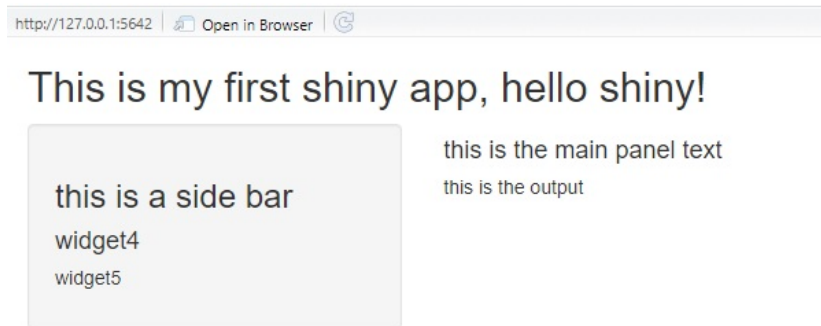 http://127.0.0.1:5642 Open in Browser
This is my first shiny app, hello shiny!
this is a side bar
widget4
widget5
this is the main panel text
this is the output